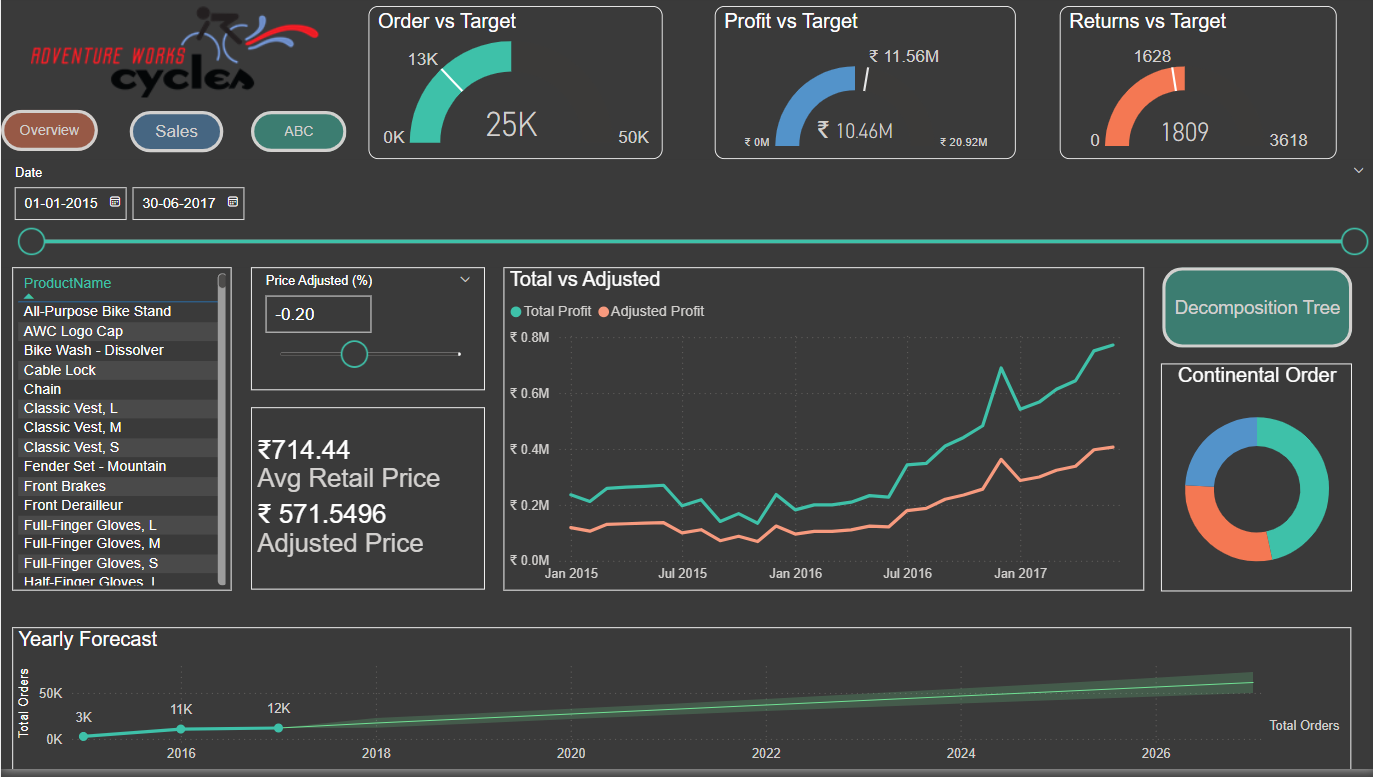 ADVENTURE WORKS
cycles
Overview
Sales
ABC
Order vs Target
13K
0K
25K
50K
Profit vs Target
₹ 11.56M
₹ 0M
₹ 10.46M
₹ 20.92M
Returns vs Target
1628
0
1809
3618
Date
01-01-2015
30-06-2017
ProductName
All-Purpose Bike Stand
AWC Logo Cap
Bike Wash - Dissolver
Cable Lock
Chain
Classic Vest, L
Classic Vest, M
Classic Vest, S
Fender Set - Mountain
Front Brakes
Front Derailleur
Full-Finger Gloves, L
Full-Finger Gloves, M
Full-Finger Gloves, S
Half-Finger Gloves, L
Price Adjusted (%)
-0.20
₹714.44
Avg Retail Price
₹ 571.5496
Adjusted Price
Total vs Adjusted
Total Profit Adjusted Profit
₹ 0.8M
₹ 0.6M
₹ 0.4M
₹ 0.2M
₹ 0.0M
Jan 2015 Jul 2015 Jan 2016 Jul 2016 Jan 2017
Decomposition Tree
Continental Order
Yearly Forecast
Total Orders
50K
0K
3K
11K
12K
2016 2018 2020 2022 2024 2026
Total Orders